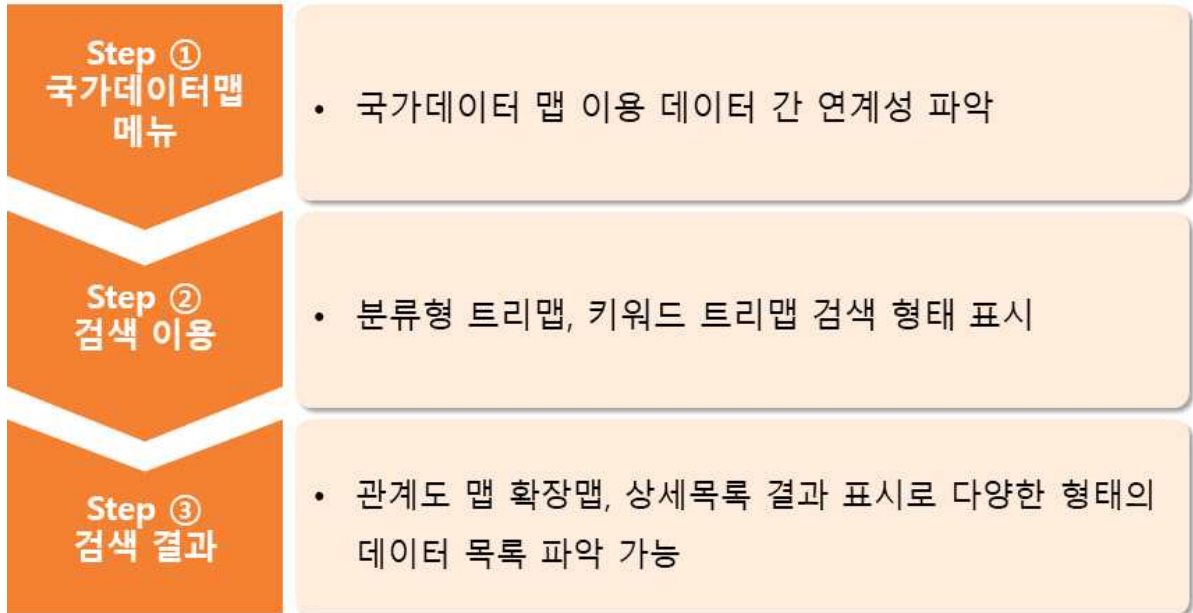 Step ①
국가데이터맵
메뉴
• 국가데이터 맵 이용 데이터 간 연계성 파악
Step ②
검색 이용
• 분류형 트리맵, 키워드 트리맵 검색 형태 표시
Step ③
검색 결과
• 관계도 맵 확장맵, 상세목록 결과 표시로 다양한 형태의
데이터 목록 파악 가능